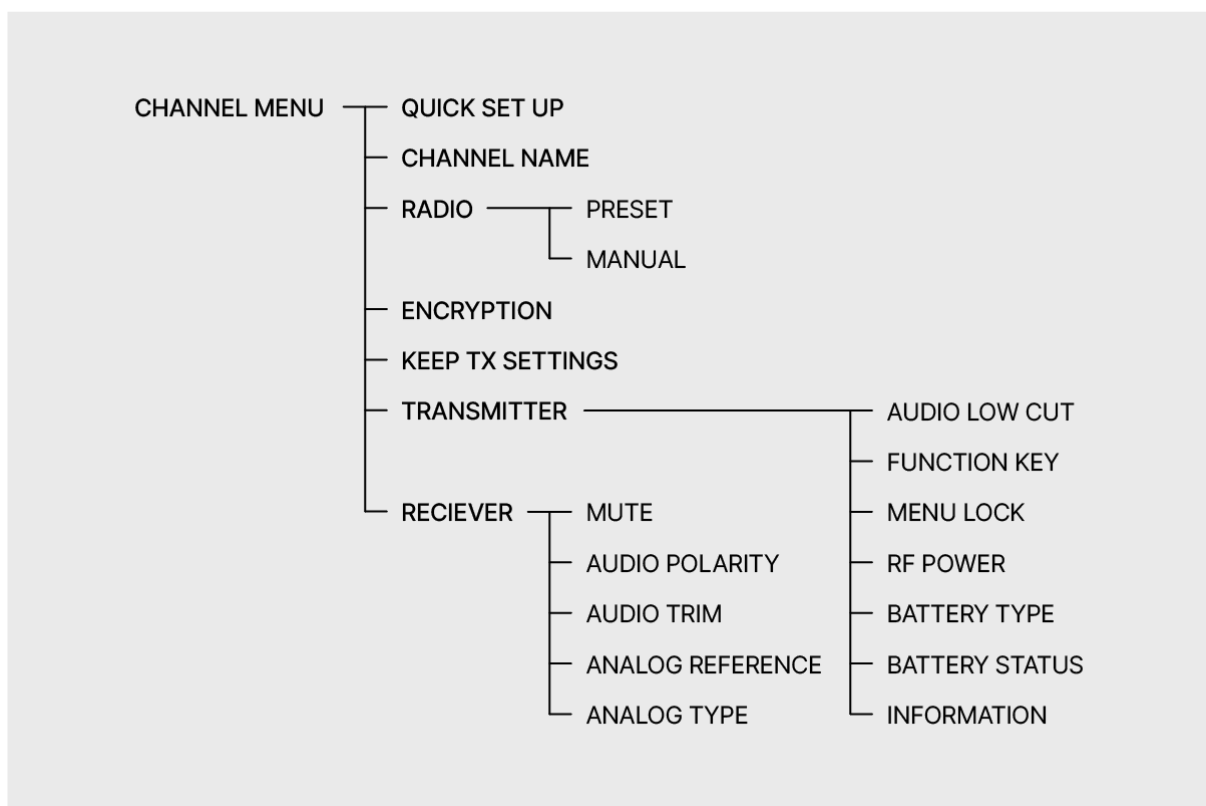 CHANNEL MENU QUICK SET UP
CHANNEL NAME
RADIO PRESET
MANUAL
ENCRYPTION
KEEP TX SETTINGS
TRANSMITTER AUDIO LOW CUT
FUNCTION KEY
RECIEVER MUTE MENU LOCK
AUDIO POLARITY RF POWER
AUDIO TRIM BATTERY TYPE
ANALOG REFERENCE BATTERY STATUS
ANALOG TYPE INFORMATION